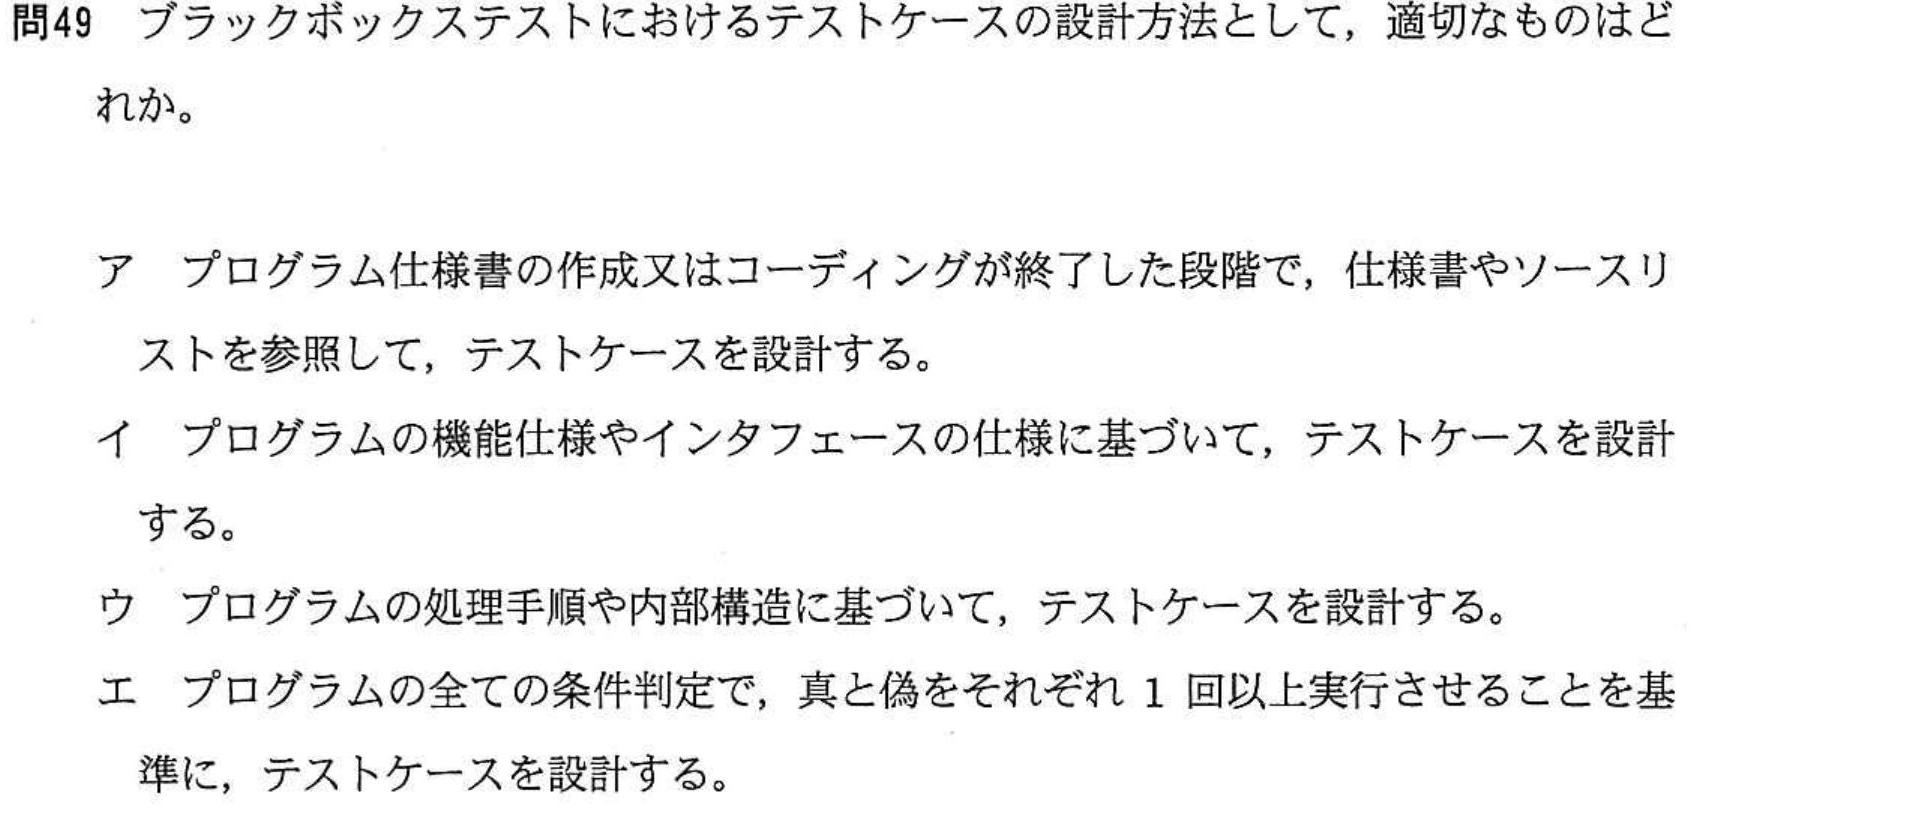 問49 ブラックボックステストにおけるテストケースの設計方法として，適切なものはど
れか。
ア プログラム仕様書の作成又はコーディングが終了した段階で，仕様書やソースリ
ストを参照して，テストケースを設計する。
イ プログラムの機能仕様やインタフェースの仕様に基づいて，テストケースを設計
する。
ウ プログラムの処理手順や内部構造に基づいて，テストケースを設計する。
エ プログラムの全ての条件判定で，真と偽をそれぞれ 1 回以上実行させることを基
準に，テストケースを設計する。